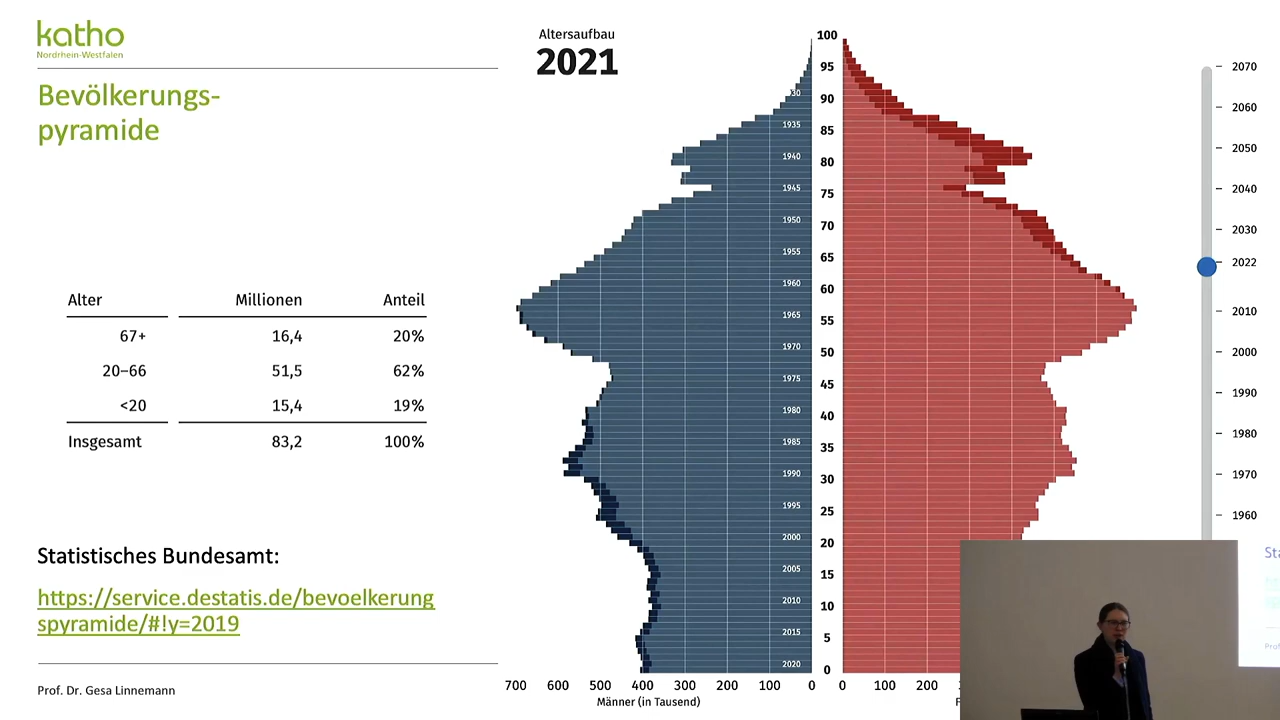 katho
Nordrhein-Westfalen
Bevölkerungs-
pyramide
Alter Millionen Anteil
67+ 16,4 20%
20–66 51,5 62%
<20 15,4 19%
Insgesamt 83,2 100%
Statistisches Bundesamt:
https://service.destatis.de/bevoelkerung
spyramide/#!y=2019
Prof. Dr. Gesa Linnemann
Altersaufbau
2021
100
95
90
85
80
75
70
65
60
55
50
45
40
35
30
25
20
15
10
5
0
30
1935
1940
1945
1950
1955
1960
1965
1970
1975
1980
1985
1990
1995
2000
2005
2010
2015
2020
700 600 500 400 300 200 100 0
Männer (in Tausend)
0 100 200
2070
2060
2050
2040
2030
2022
2010
2000
1990
1980
1970
1960
Sta
Prof